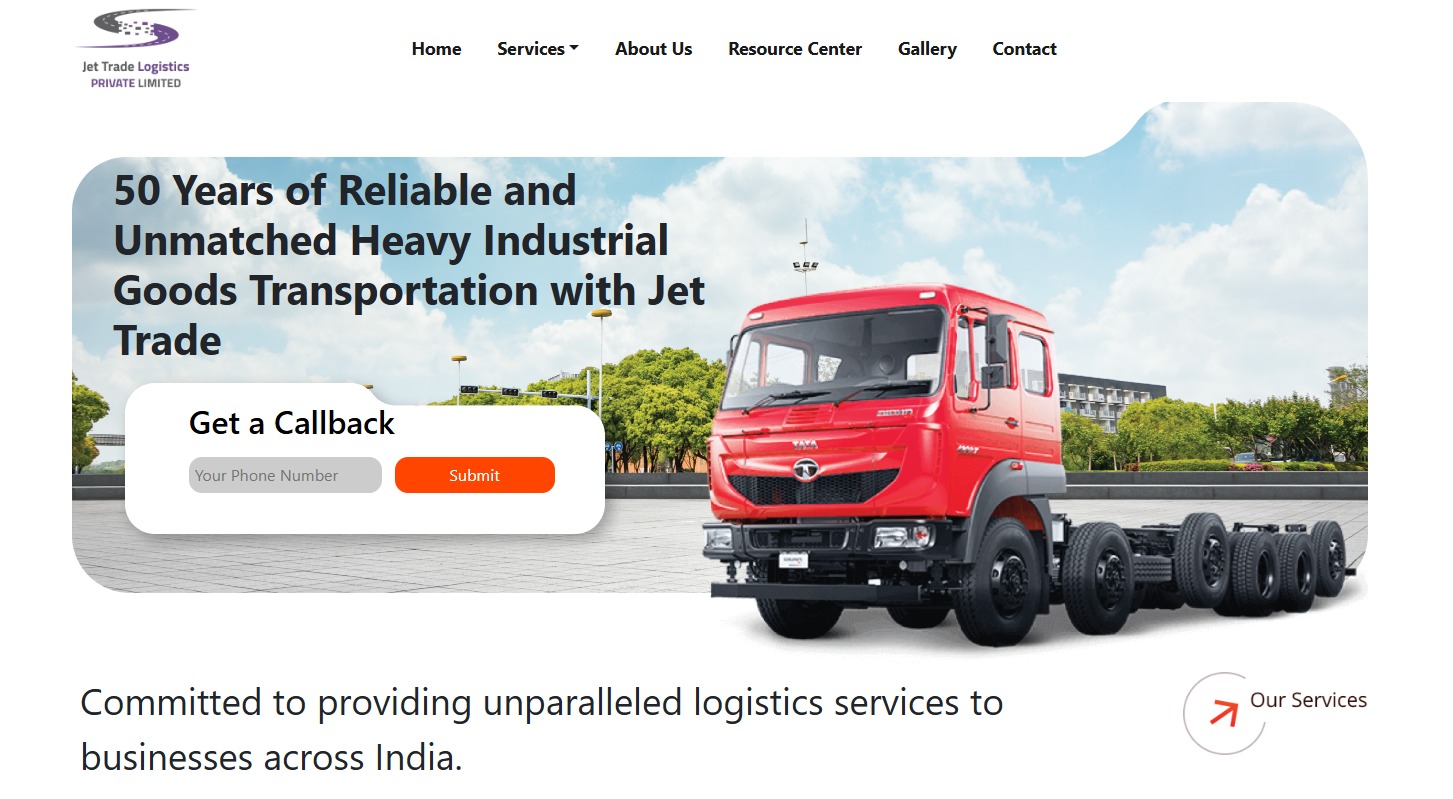 Jet Trade Logistics
PRIVATE LIMITED
Home
Services
About Us
Resource Center
Gallery
Contact
50 Years of Reliable and
Unmatched Heavy Industrial
Goods Transportation with Jet
Trade
Get a Callback
Your Phone Number
Submit
TATA
Committed to providing unparalleled logistics services to
businesses across India.
Our Services